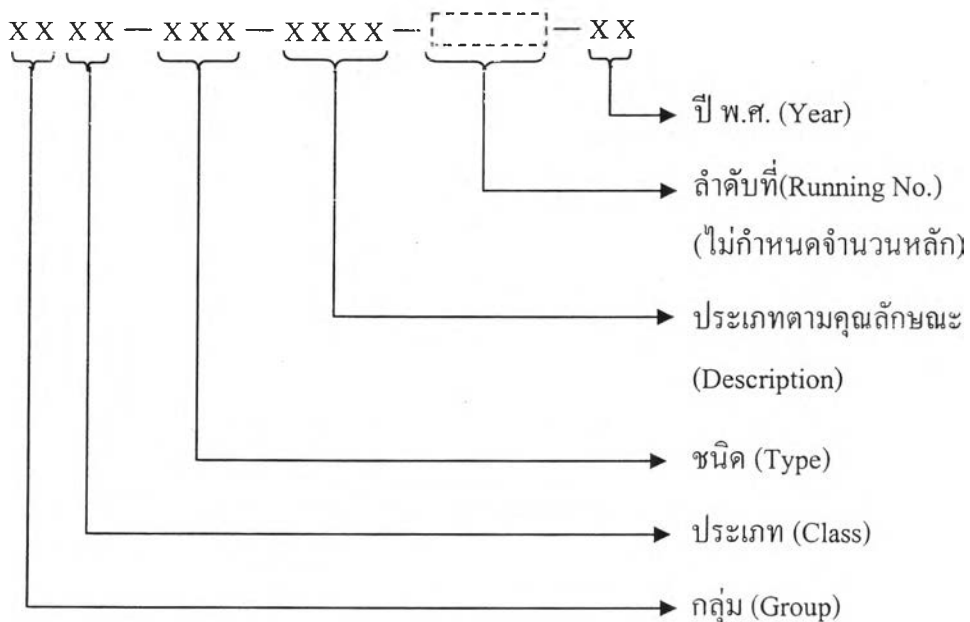 XX XX — XXX — XXXX — — XX
ปี พ.ศ. (Year)
ลำดับที่(Running No.)
(ไม่กำหนดจำนวนหลัก)
ประเภทตามคุณลักษณะ
(Description)
ชนิด (Type)
ประเภท (Class)
กลุ่ม (Group)